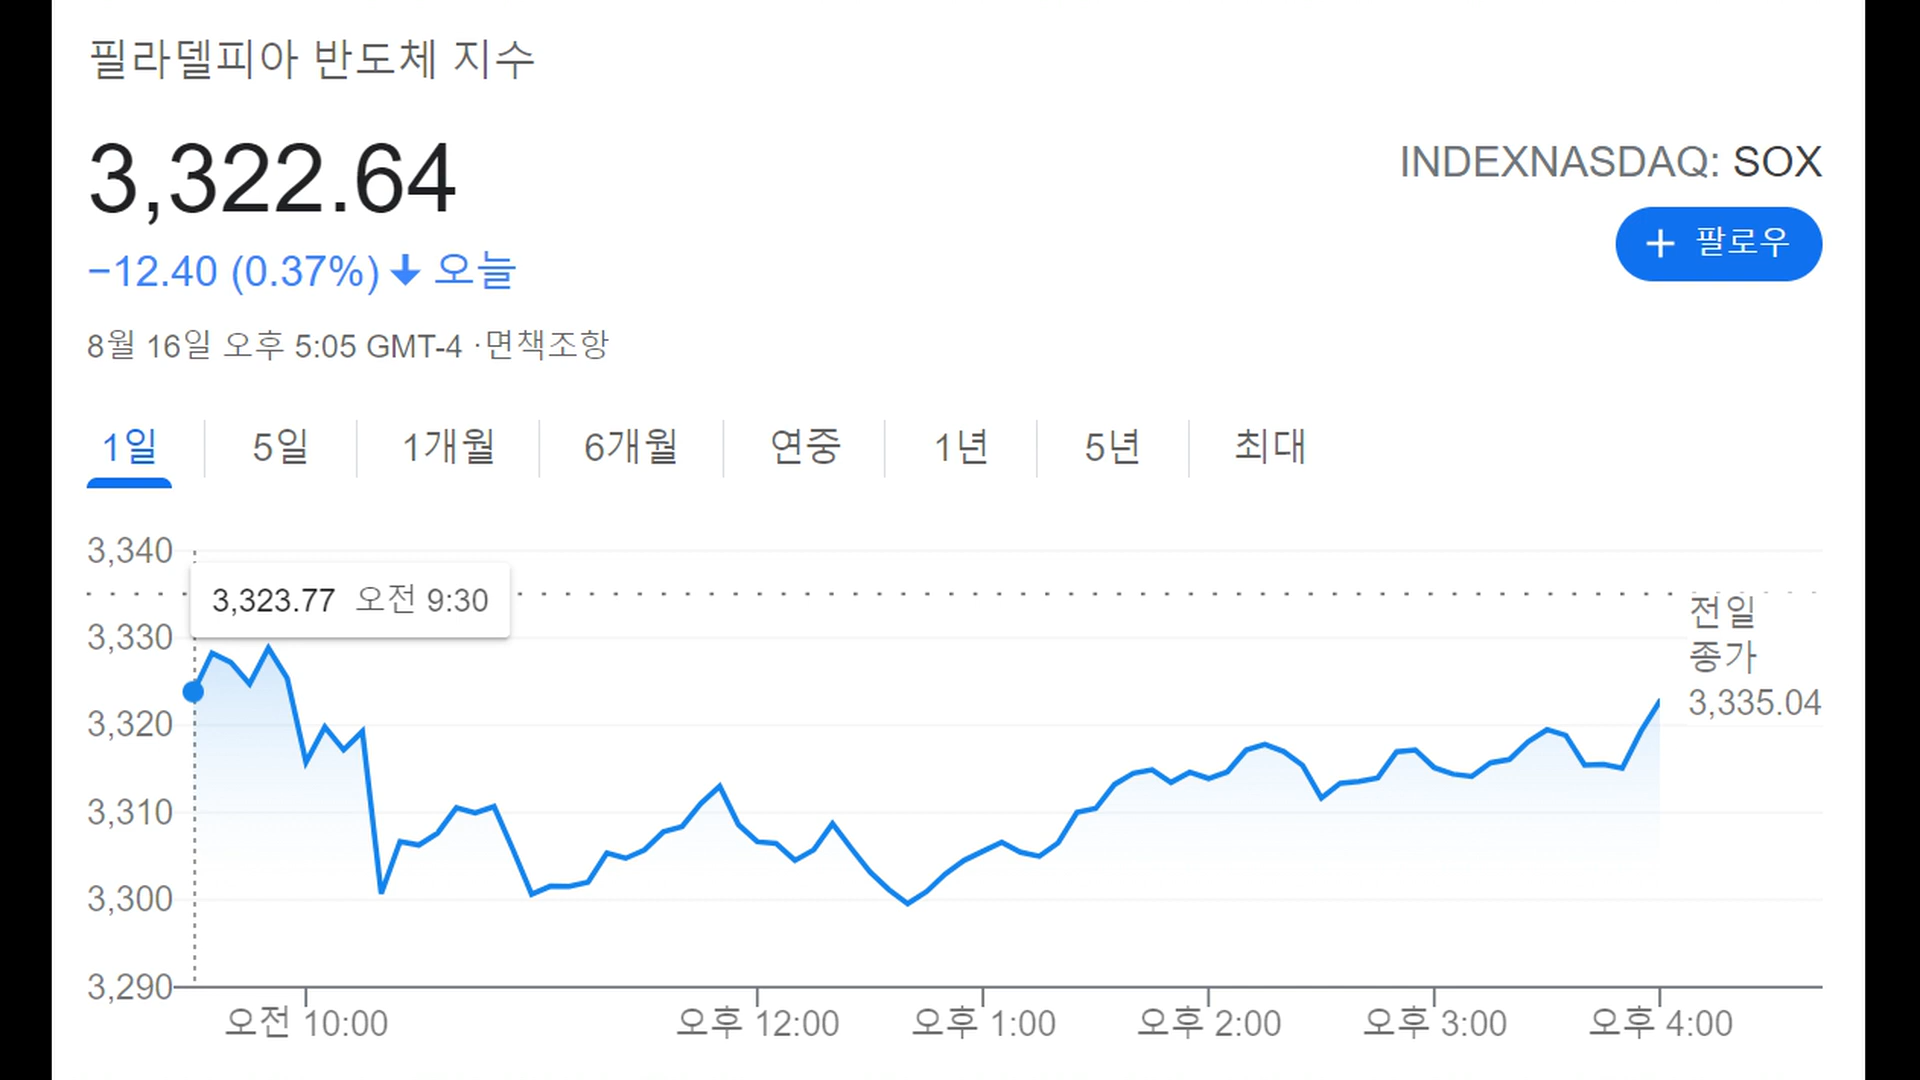 필라델피아 반도체 지수
3,322.64
INDEXNASDAQ: SOX
+ 팔로우
−12.40 (0.37%) ↓ 오늘
8월 16일 오후 5:05 GMT-4 ·면책조항
1일 5일 1개월 6개월 연중 1년 5년 최대
3,340
3,323.77 오전 9:30
전일
종가
3,335.04
3,330
3,320
3,310
3,300
3,290
오전 10:00 오후 12:00 오후 1:00 오후 2:00 오후 3:00 오후 4:00